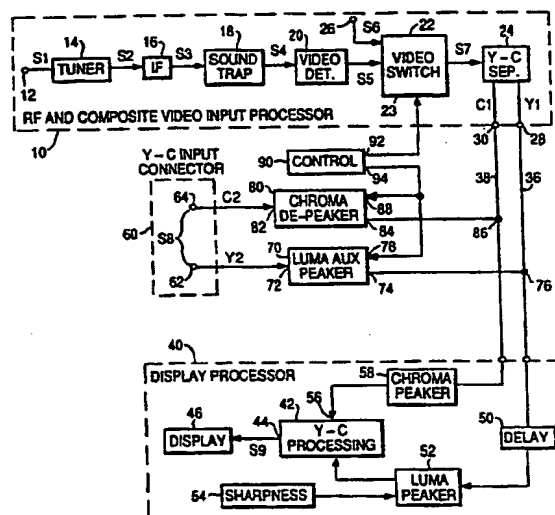 26
S6
22
24
14
16
18
20
S1
TUNER
S2
IF
S3
SOUND
TRAP
S4
VIDEO
DET.
S5
VIDEO
SWITCH
S7
Y-C
SEP.
12
23
C1
Y1
RF AND COMPOSITE VIDEO INPUT PROCESSOR
10
30
28
Y-C INPUT
CONNECTOR
90
CONTROL
92
94
38
36
64
C2
80
82
CHROMA
DE-PEAKER
88
84
86
60
S8
62
Y2
70
72
LUMA AUX
PEAKER
78
74
76
40
DISPLAY PROCESSOR
58
CHROMA
PEAKER
56
46
DISPLAY
44
S9
42
Y-C
PROCESSING
50
DELAY
52
LUMA
PEAKER
54
SHARPNESS